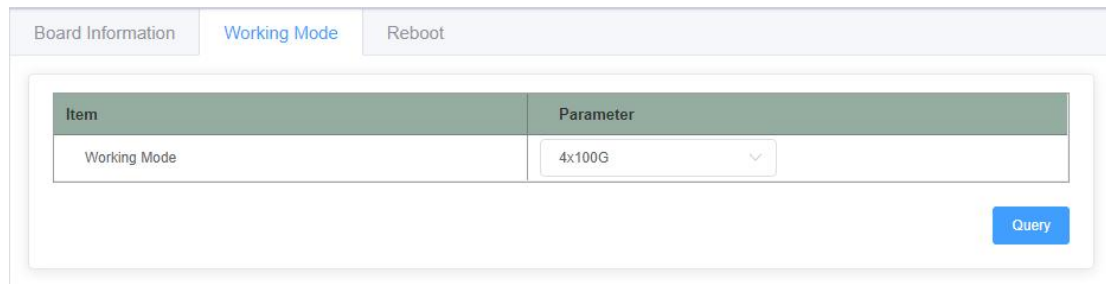 Board Information Working Mode Reboot
Item Parameter
Working Mode 4x100G
Query